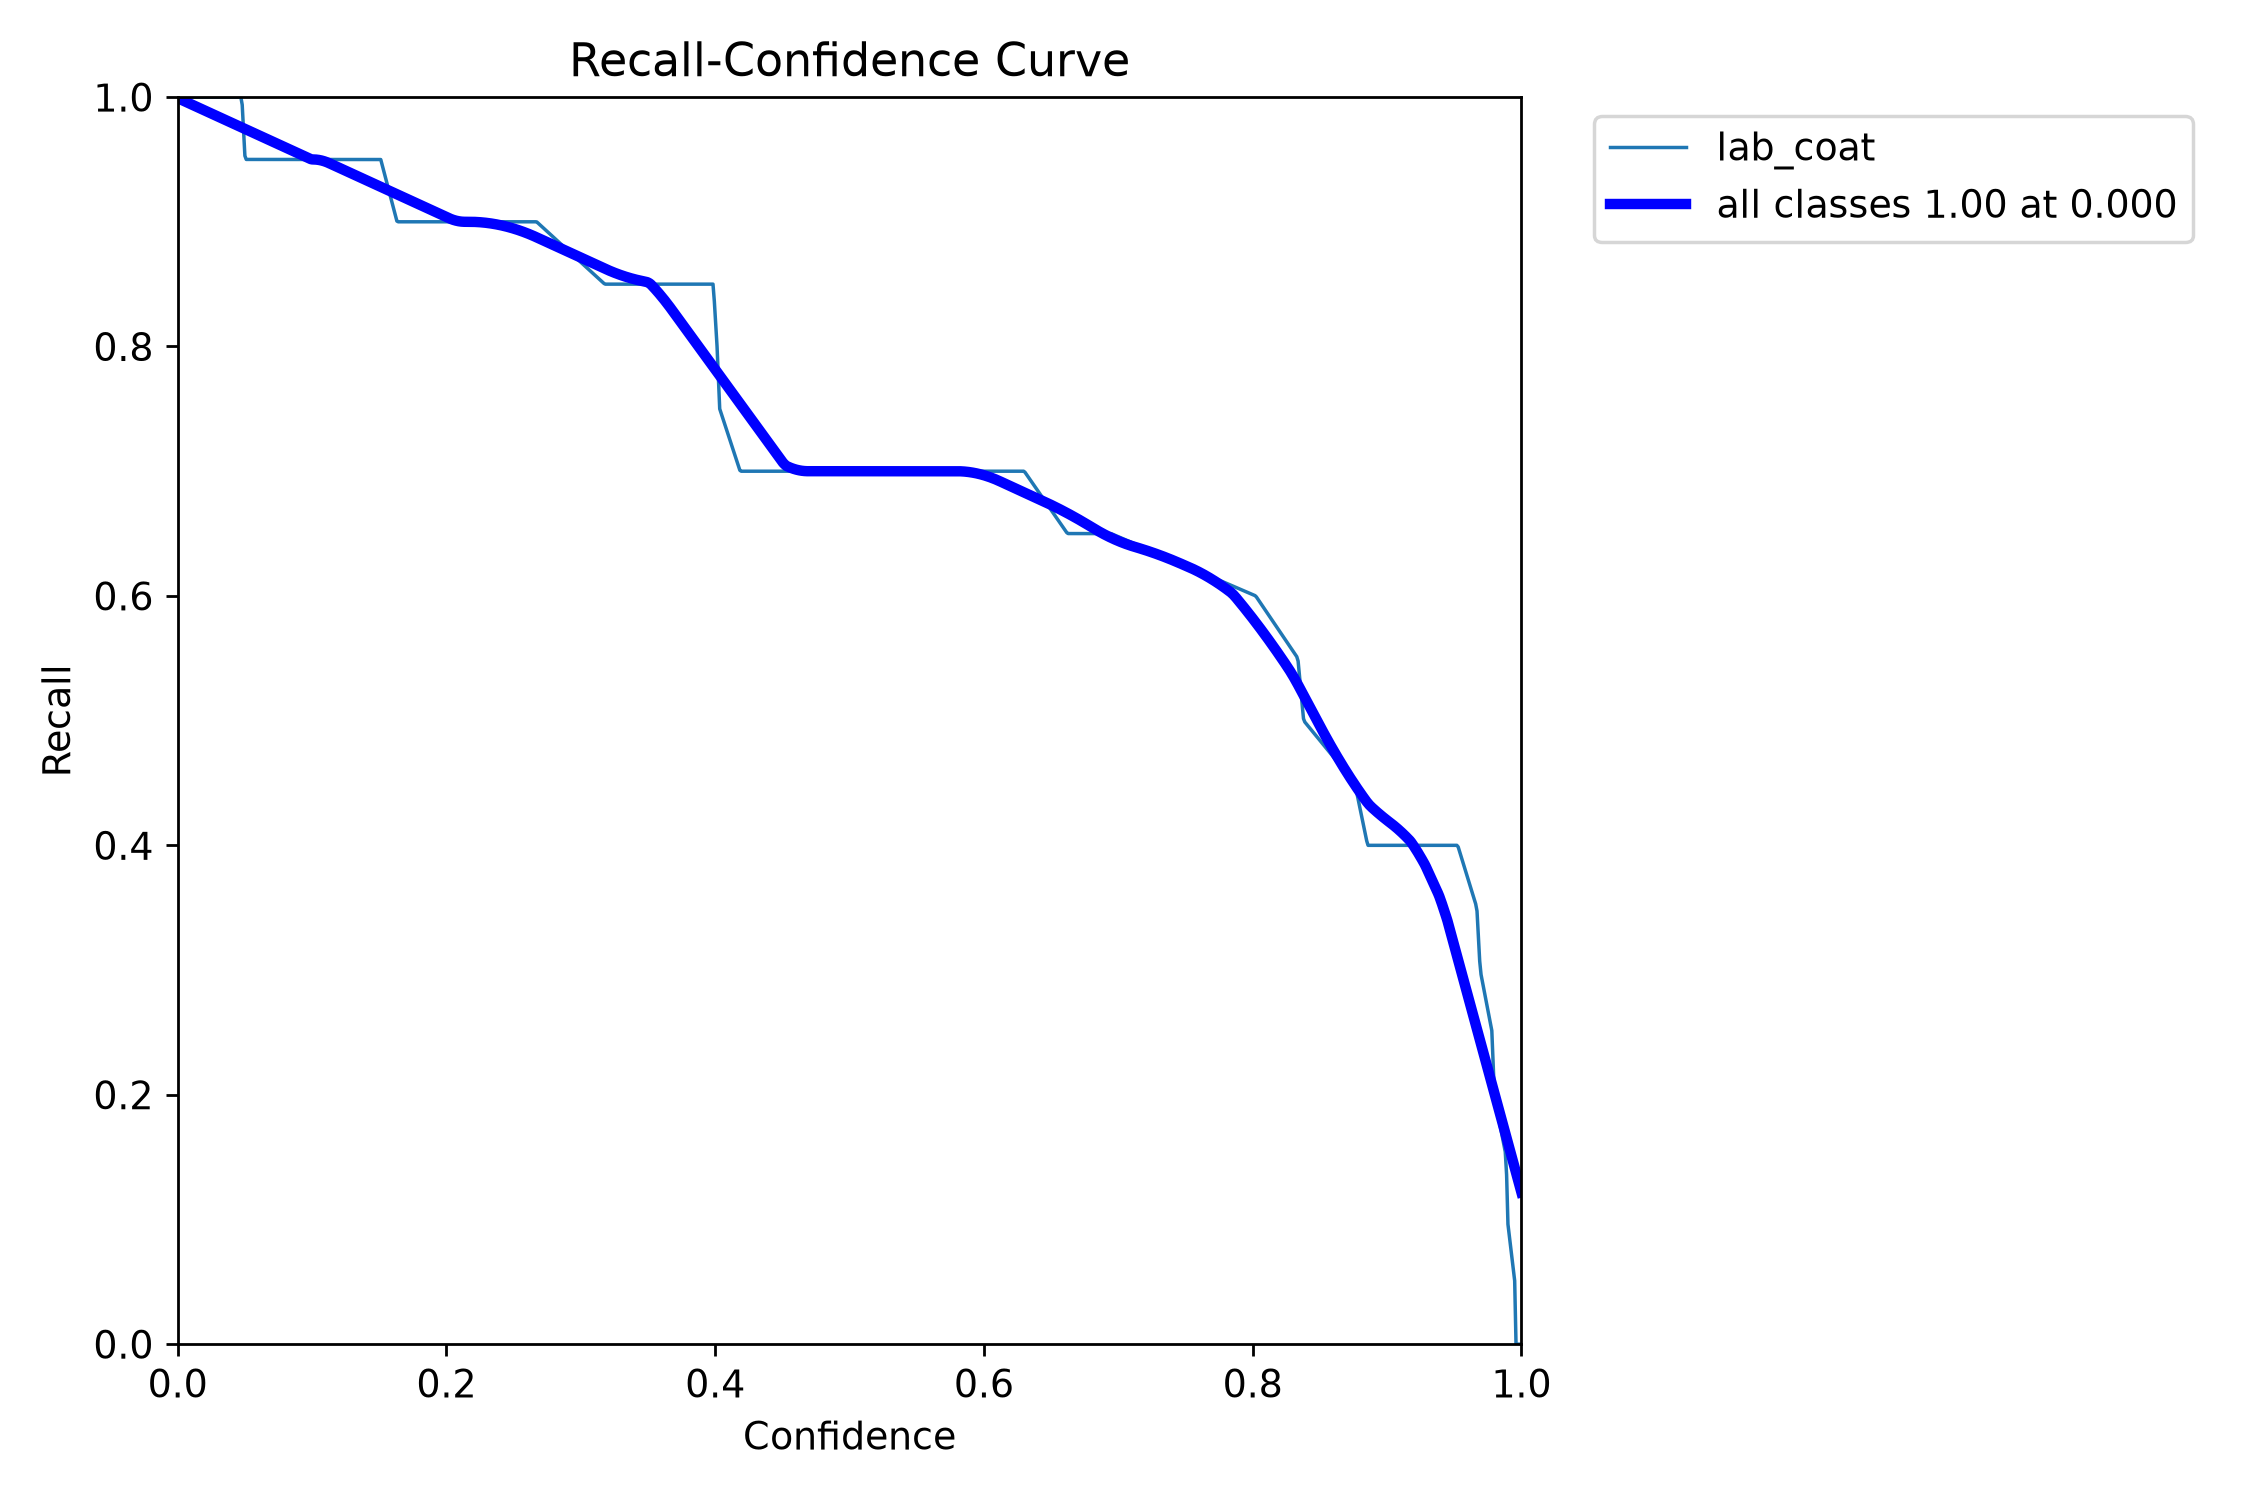 Recall-Confidence Curve
1.0
0.8
0.6
0.4
0.2
0.0
Recall
0.0 0.2 0.4 0.6 0.8 1.0
Confidence
lab_coat
all classes 1.00 at 0.000